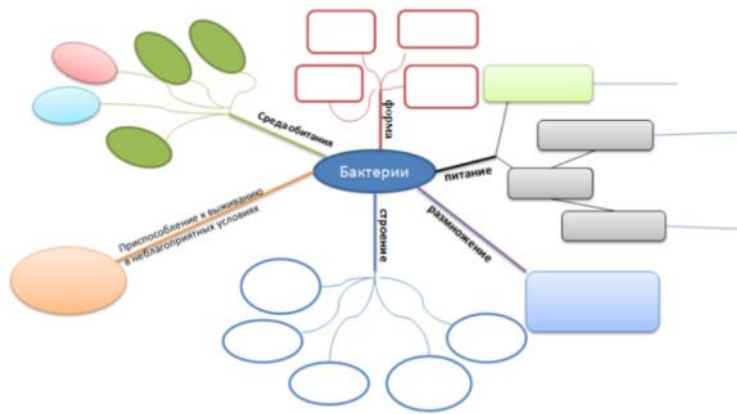 Среда обитания
форма
Бактерии
питание
Приспособление к выживанию
в неблагоприятных условиях
строение
размножение